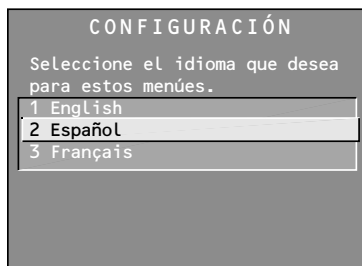 CONFIGURACIÓN
Seleccione el idioma que desea
para estos menúes.
1 English
2 Español
3 Français